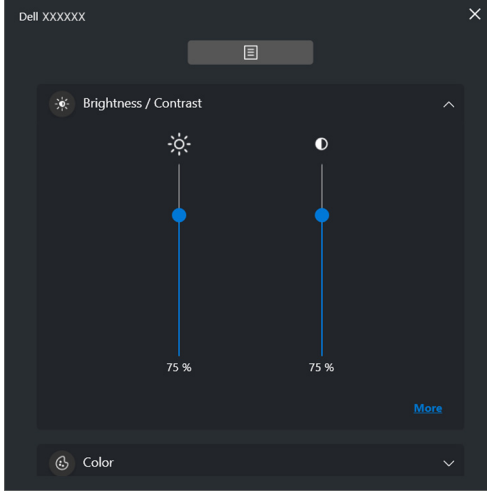 Dell XXXXXX
Brightness / Contrast
75 % 75 %
More
Color